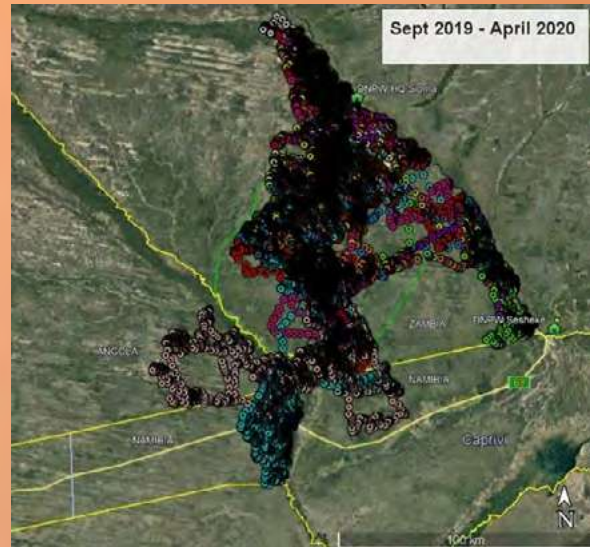 Sept 2019 - April 2020
DNPW HQ Sioma
DNPW Sesheke
ZAMBIA
ANGOLA
NAMIBIA
NAMIBIA
Caprivi
N
100 km